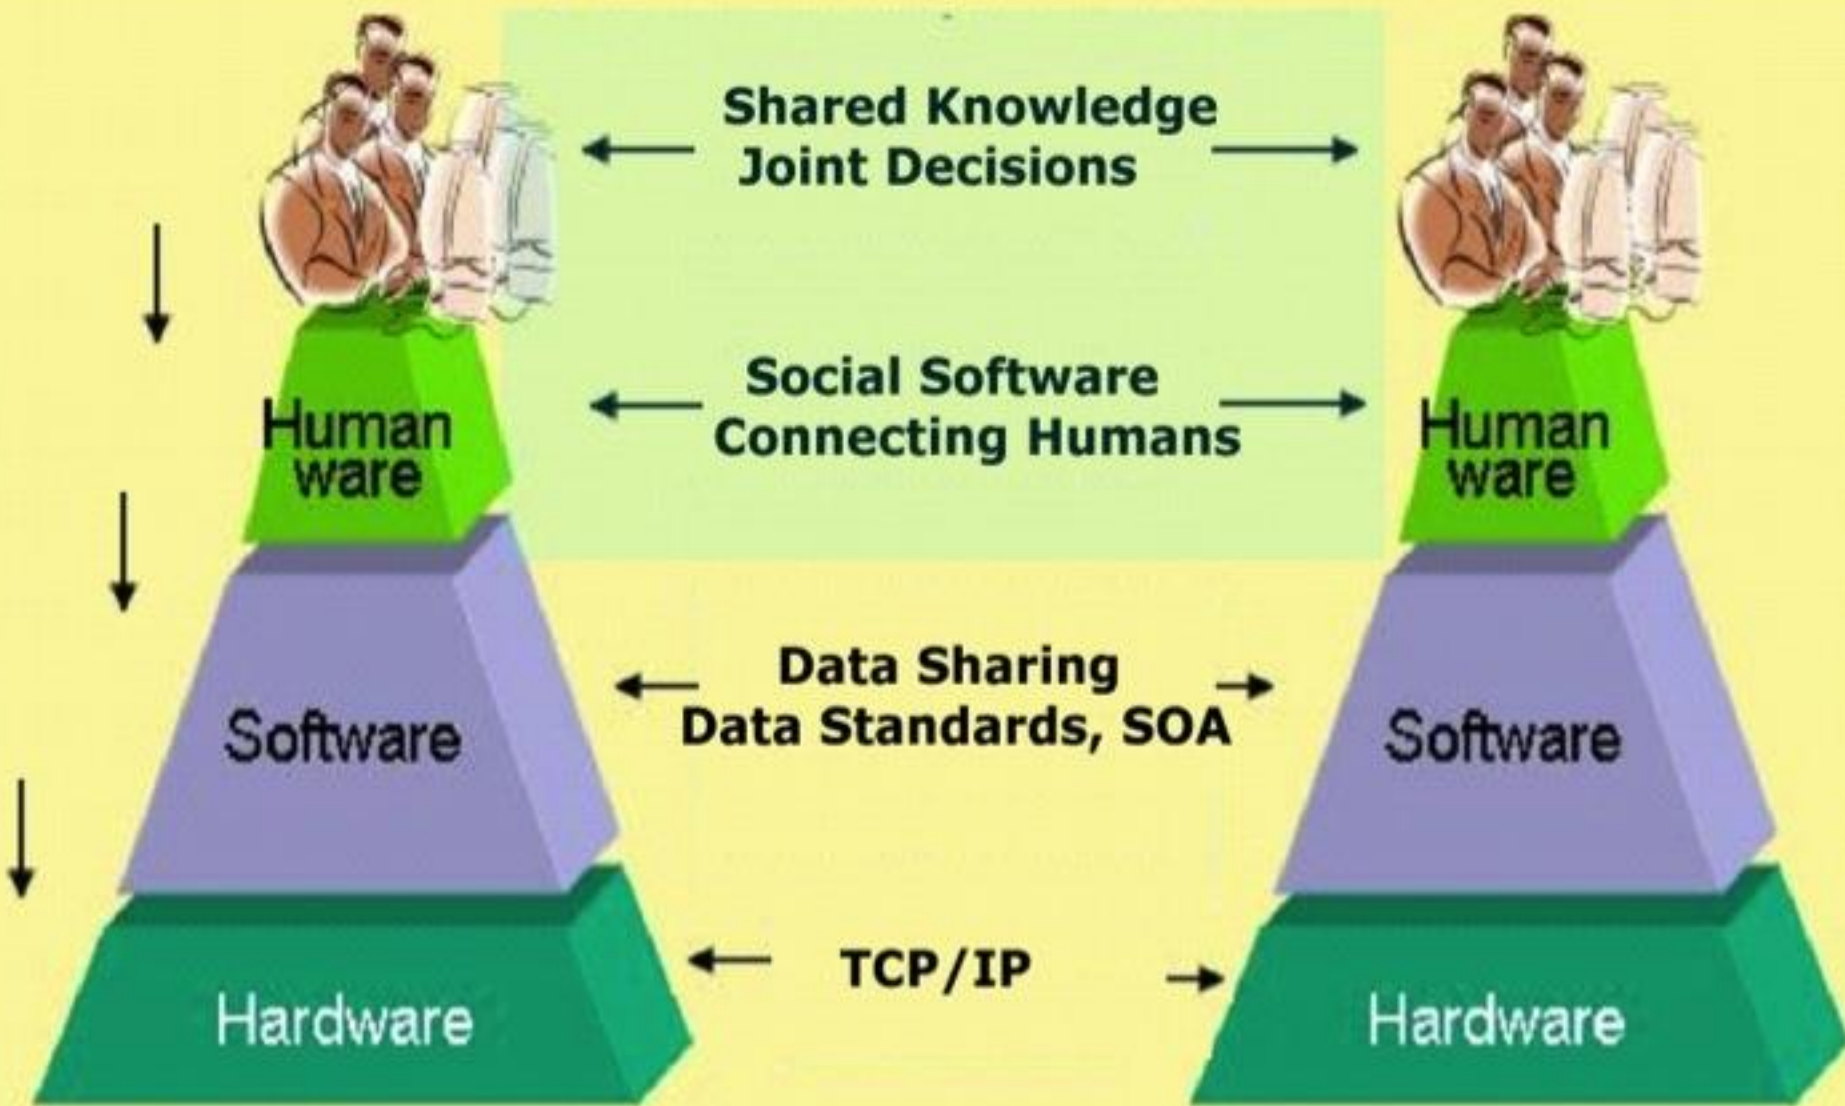 Shared Knowledge
Joint Decisions
Human
ware
Social Software
Connecting Humans
Human
ware
Software
Data Sharing
Data Standards, SOA
Software
Hardware
TCP/IP
Hardware